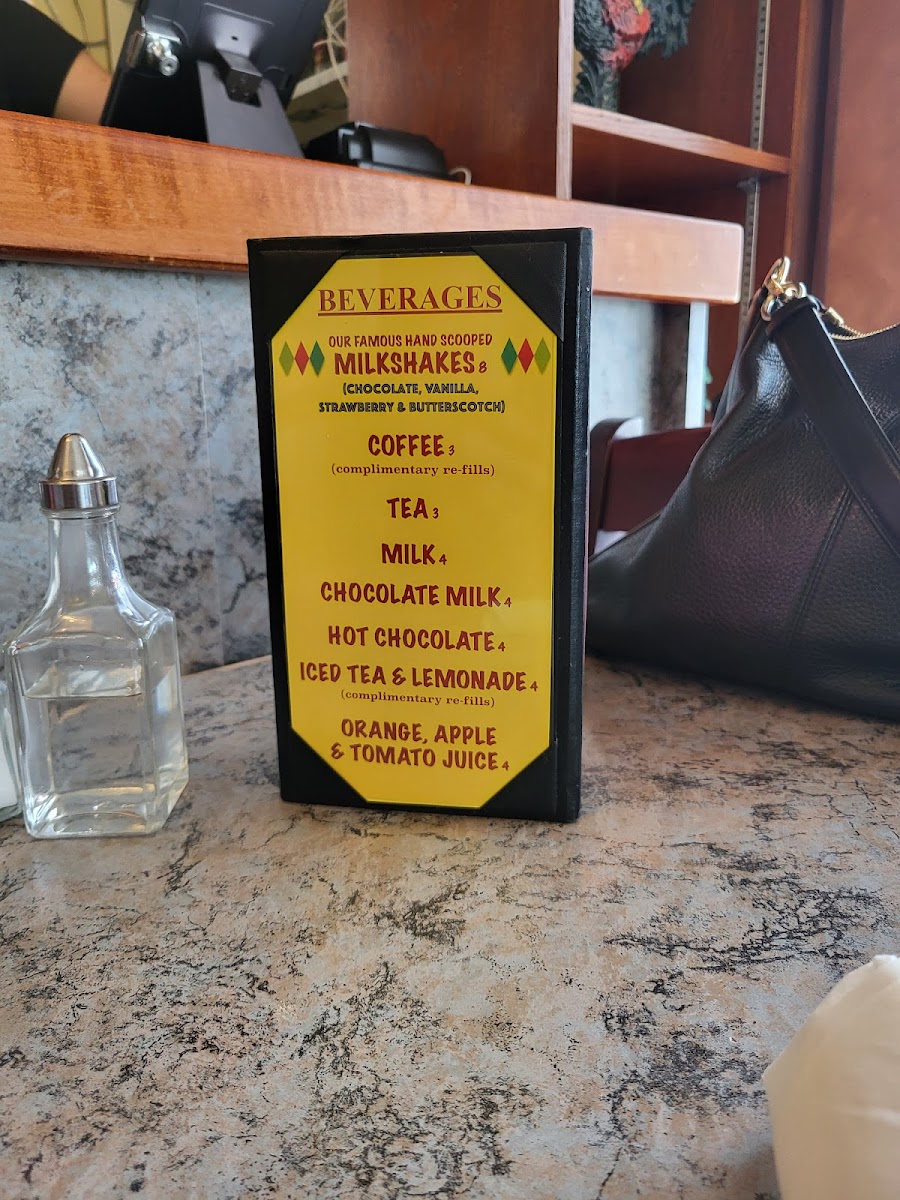 BEVERAGES
OUR FAMOUS HAND SCOOPED
MILKSHAKES 8
(CHOCOLATE, VANILLA,
STRAWBERRY & BUTTERSCOTCH)
COFFEE 3
(complimentary re-fills)
TEA 3
MILK 4
CHOCOLATE MILK 4
HOT CHOCOLATE 4
ICED TEA & LEMONADE 4
(complimentary re-fills)
ORANGE, APPLE
& TOMATO JUICE 4